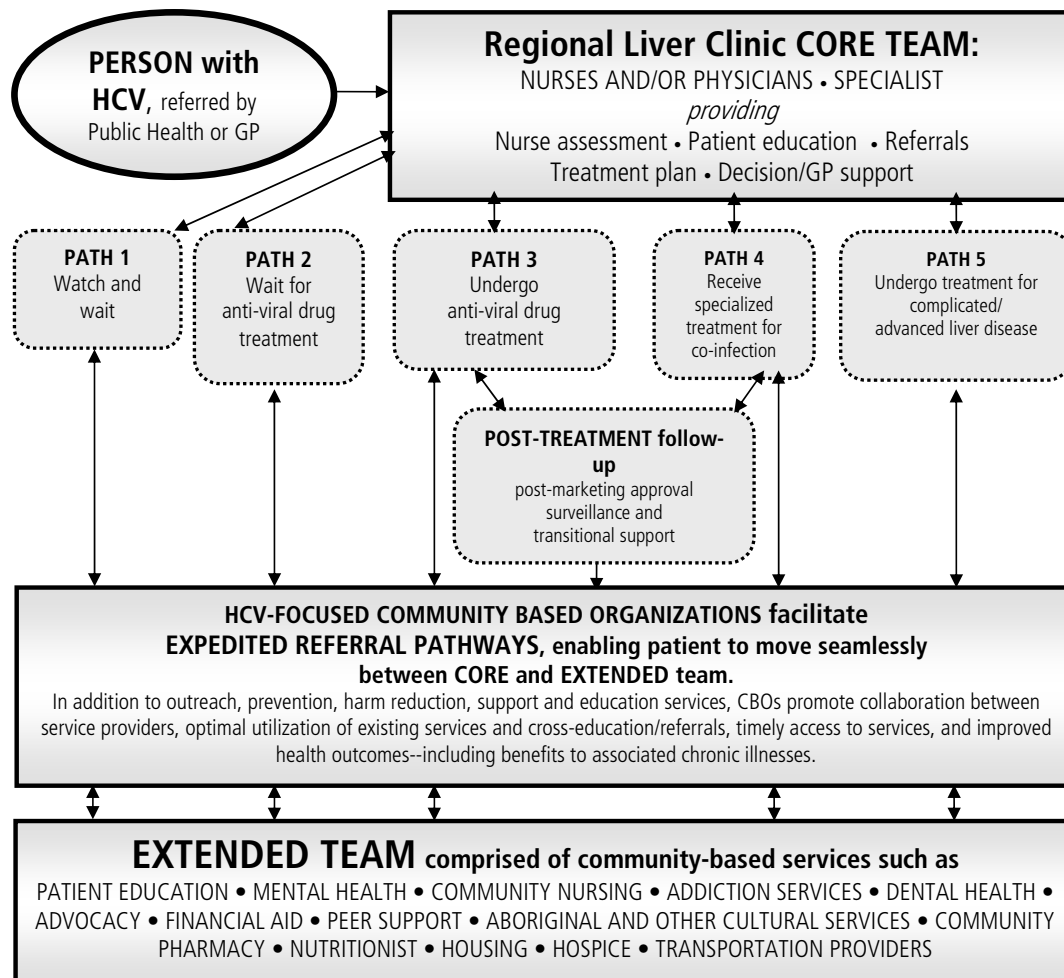 PERSON with
HCV, referred by
Public Health or GP
Regional Liver Clinic CORE TEAM:
NURSES AND/OR PHYSICIANS • SPECIALIST
providing
Nurse assessment • Patient education • Referrals
Treatment plan • Decision/GP support
PATH 1
Watch and
wait
PATH 2
Wait for
anti-viral drug
treatment
PATH 3
Undergo
anti-viral drug
treatment
PATH 4
Receive
specialized
treatment for
co-infection
PATH 5
Undergo treatment for
complicated/
advanced liver disease
POST-TREATMENT follow-
up
post-marketing approval
surveillance and
transitional support
HCV-FOCUSED COMMUNITY BASED ORGANIZATIONS facilitate
EXPEDITED REFERRAL PATHWAYS, enabling patient to move seamlessly
between CORE and EXTENDED team.
In addition to outreach, prevention, harm reduction, support and education services, CBOs promote collaboration between
service providers, optimal utilization of existing services and cross-education/referrals, timely access to services, and improved
health outcomes--including benefits to associated chronic illnesses.
EXTENDED TEAM comprised of community-based services such as
PATIENT EDUCATION • MENTAL HEALTH • COMMUNITY NURSING • ADDICTION SERVICES • DENTAL HEALTH •
ADVOCACY • FINANCIAL AID • PEER SUPPORT • ABORIGINAL AND OTHER CULTURAL SERVICES • COMMUNITY
PHARMACY • NUTRITIONIST • HOUSING • HOSPICE • TRANSPORTATION PROVIDERS